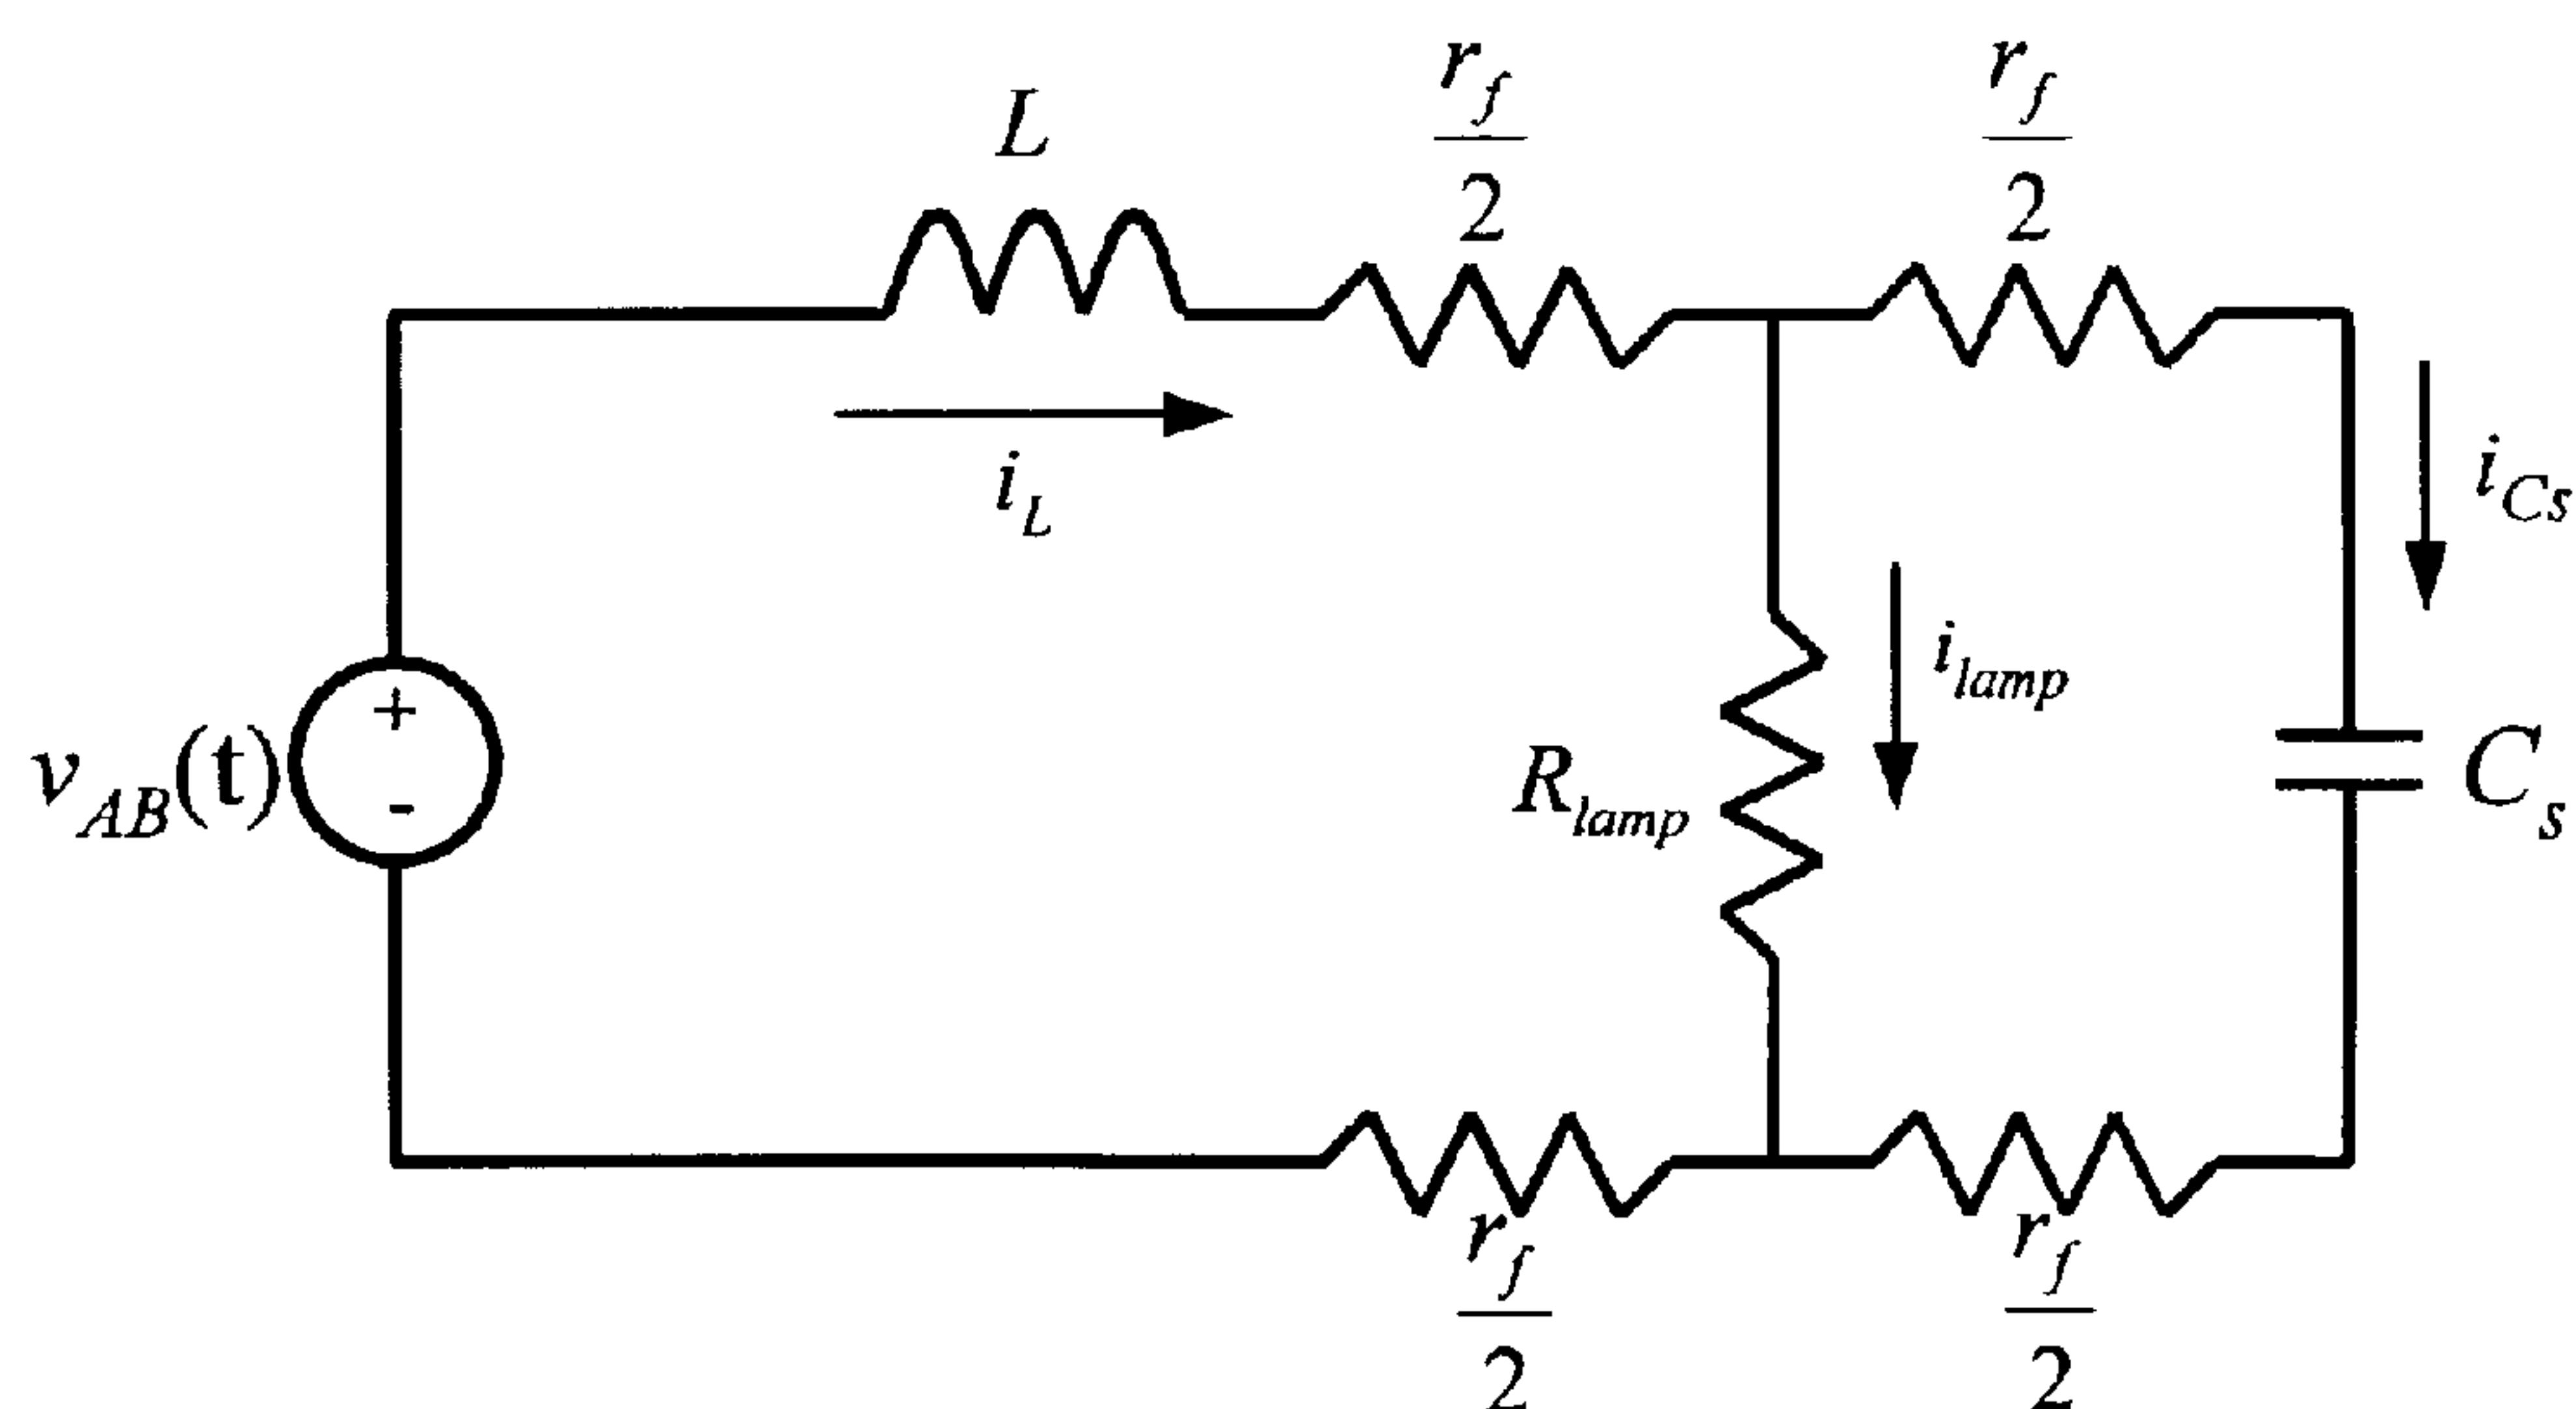 L
r_f/2
r_f/2
i_L
i_Cs
i_lamp
v_AB(t)
+
-
R_lamp
C_s
r_f/2
r_f/2